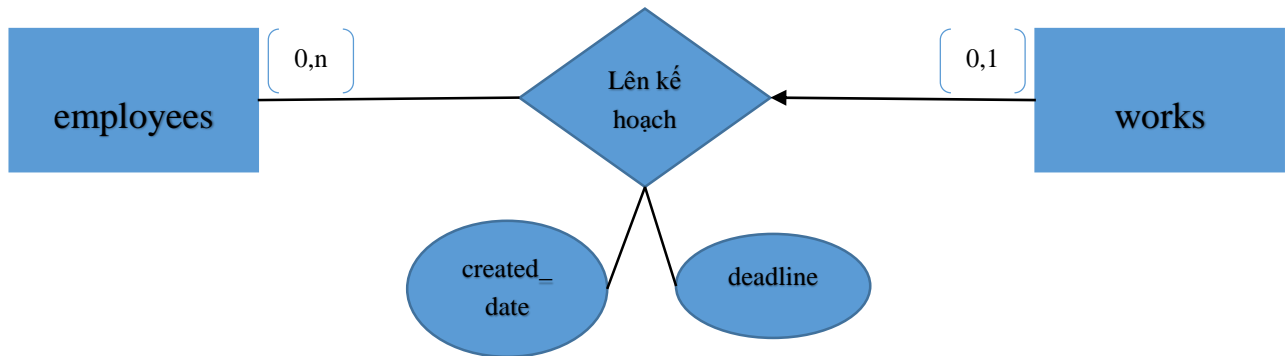 0,n
0,1
Lên kế
hoạch
employees
works
created_
date
deadline